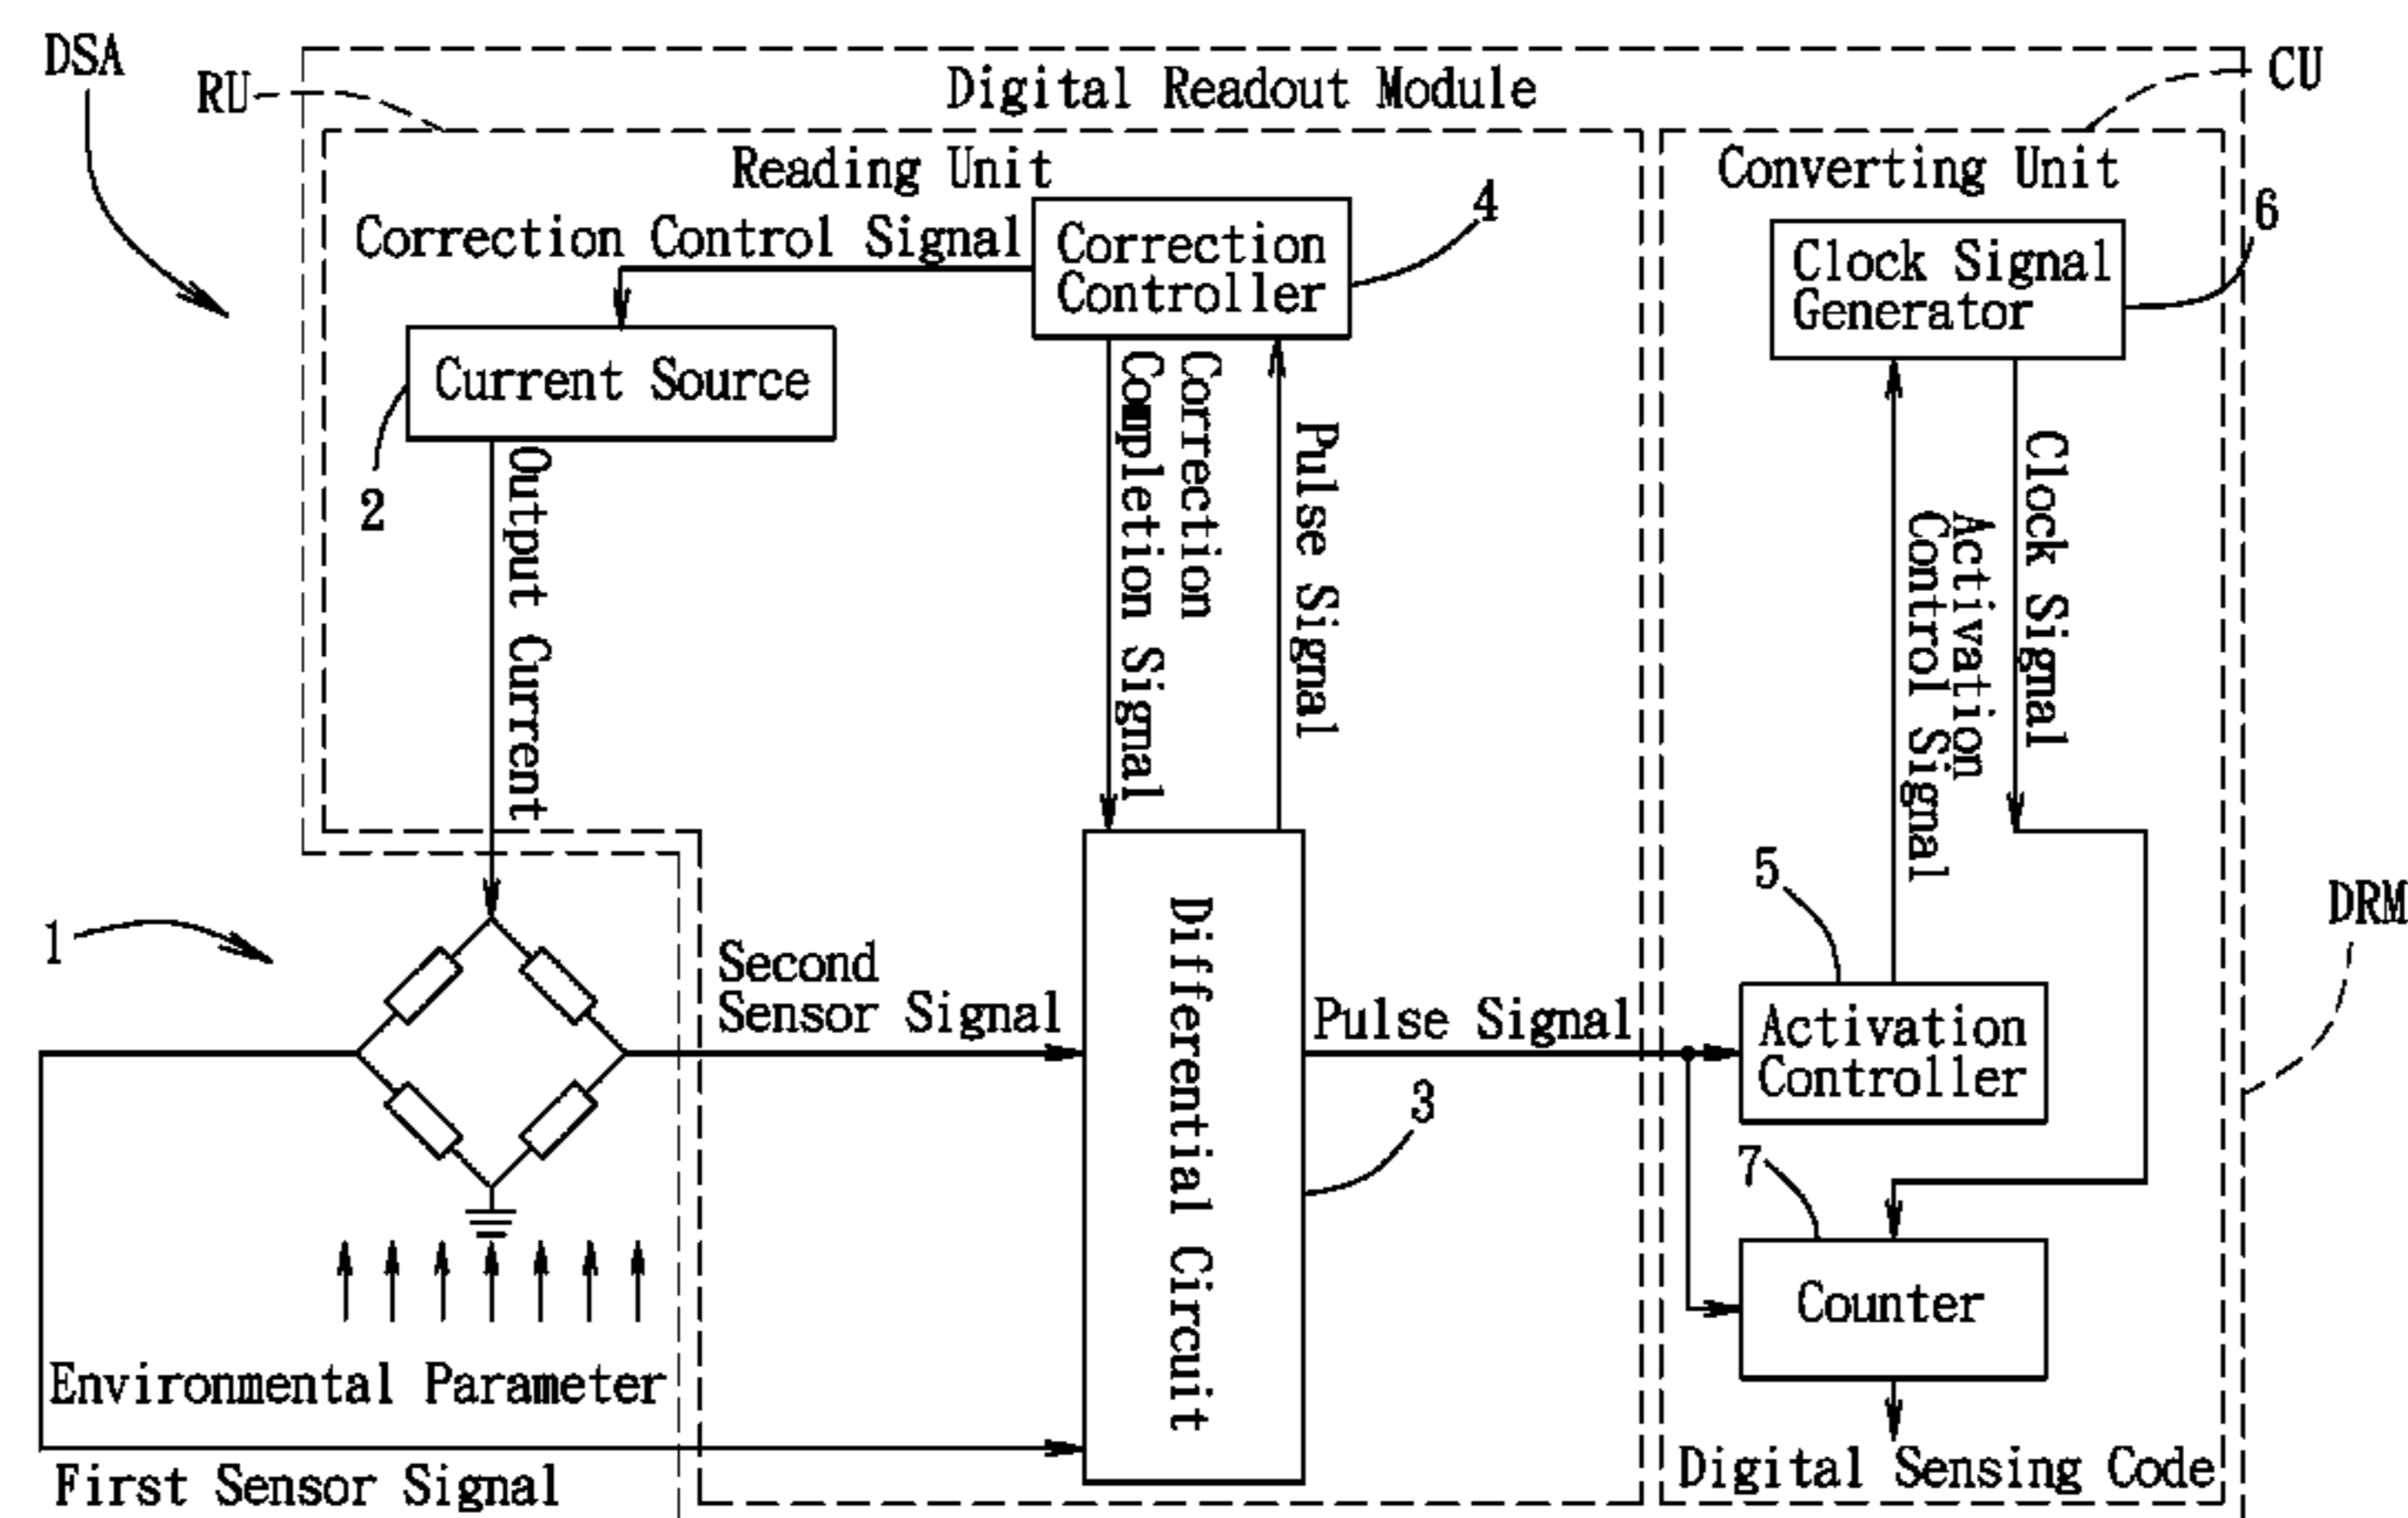 DSA
RU
Digital Readout Module
CU
Reading Unit
Converting Unit
4
6
Correction Control Signal
Correction
Controller
Clock Signal
Generator
Current Source
2
Output Current
Correction
Completion Signal
Pulse Signal
Activation
Control Signal
Clock Signal
5
DRM
1
Second
Sensor Signal
Differential Circuit
Pulse Signal
Activation
Controller
3
7
Counter
Environmental Parameter
First Sensor Signal
Digital Sensing Code